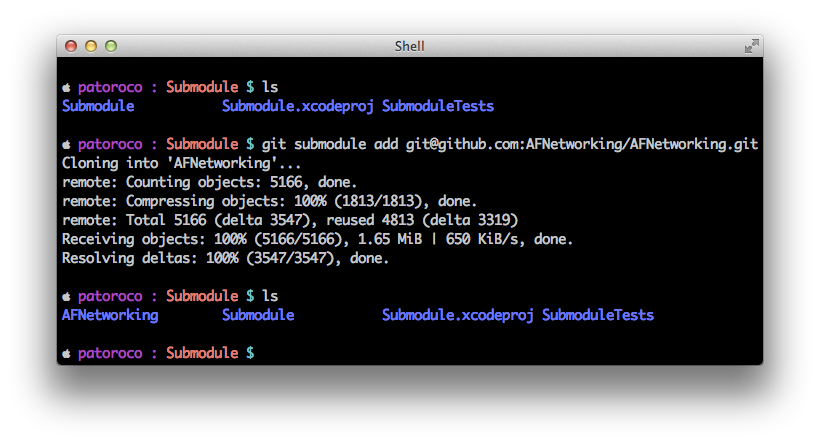 Shell
patoroco : Submodule $ ls
Submodule Submodule.xcodeproj SubmoduleTests
patoroco : Submodule $ git submodule add git@github.com:AFNetworking/AFNetworking.git
Cloning into 'AFNetworking'...
remote: Counting objects: 5166, done.
remote: Compressing objects: 100% (1813/1813), done.
remote: Total 5166 (delta 3547), reused 4813 (delta 3319)
Receiving objects: 100% (5166/5166), 1.65 MiB | 650 KiB/s, done.
Resolving deltas: 100% (3547/3547), done.
patoroco : Submodule $ ls
AFNetworking Submodule Submodule.xcodeproj SubmoduleTests
patoroco : Submodule $